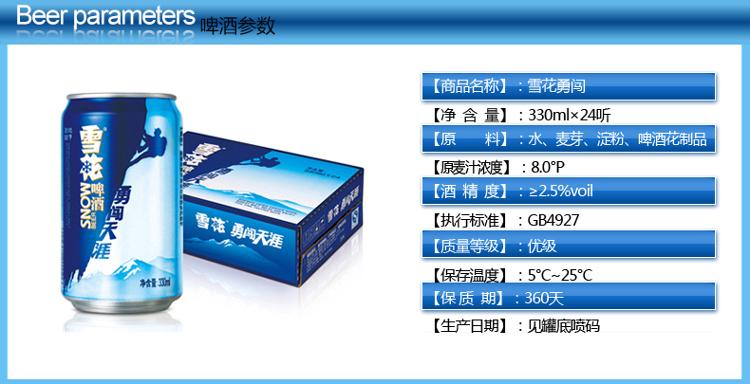 Beer parameters 啤酒参数
雪花
啤酒
SNOW
勇闯天涯
净含量:330ml
雪花 勇闯天涯
【商品名称】：雪花勇闯
【净 含 量】：330ml×24听
【原 料】：水、麦芽、淀粉、啤酒花制品
【原麦汁浓度】：8.0°P
【酒 精 度】：≥2.5%voil
【执行标准】：GB4927
【质量等级】：优级
【保存温度】：5℃~25℃
【保 质 期】：360天
【生产日期】：见罐底喷码